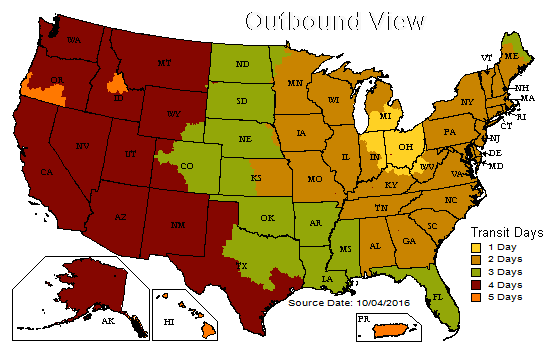 Outbound View
WA
MT
ND
MN
ME
VT
OR
ID
SD
WI
MI
NY
NH
MA
WY
RI
CT
NE
IA
PA
NJ
NV
UT
CO
IL
IN
OH
DE
MD
WV
VA
CA
KS
MO
KY
AZ
NM
OK
AR
TN
NC
SC
TX
LA
MS
AL
GA
FL
AK
HI
PR
Transit Days
1 Day
2 Days
3 Days
4 Days
5 Days
Source Date: 10/04/2016